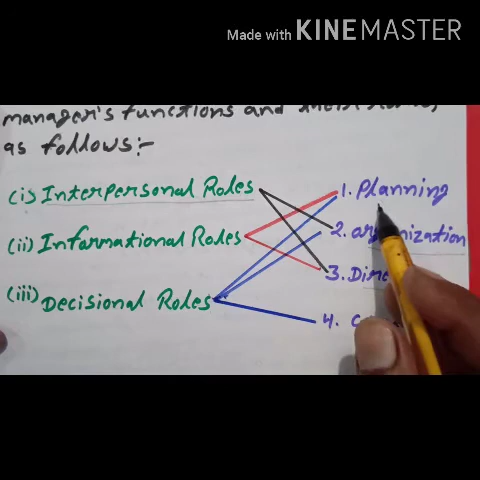 Made with KINEMASTER
manager's functions and
as follows:-
(i) Interpersonal Roles
1. Planning
(ii) Informational Roles
2.
(iii) Decisional Roles
3.
4.